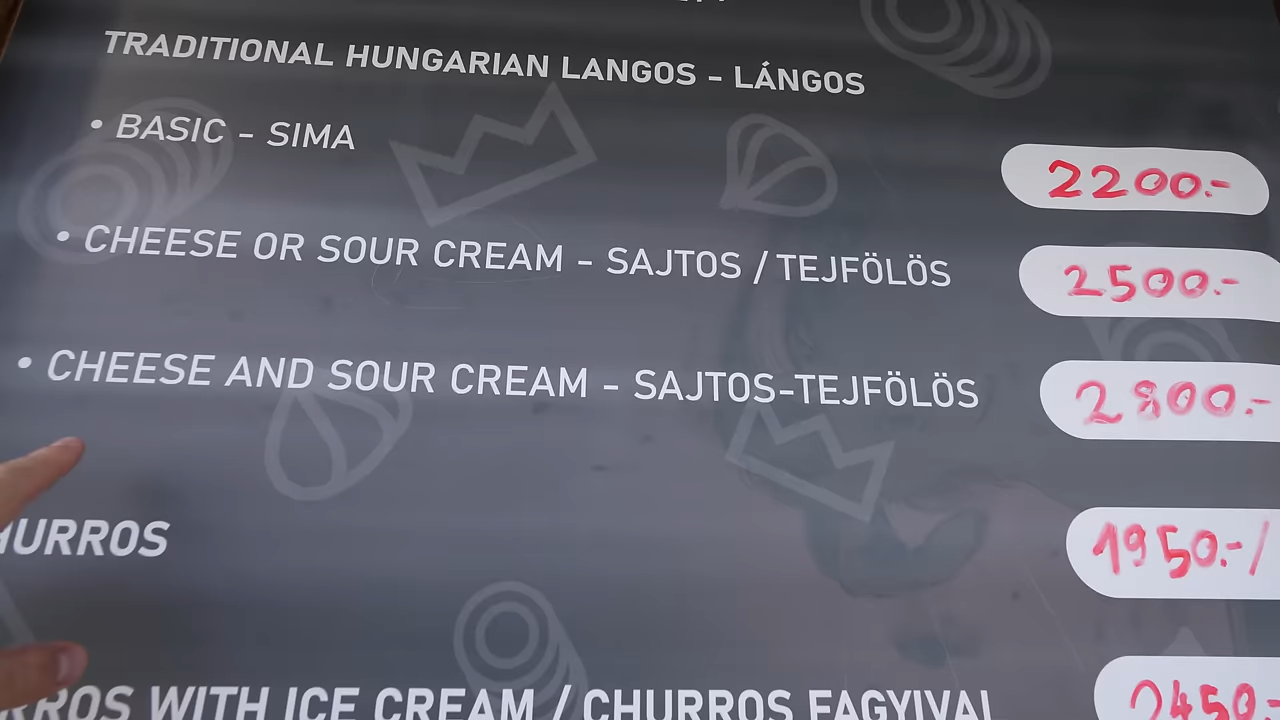 TRADITIONAL HUNGARIAN LANGOS - LÁNGOS
• BASIC - SIMA 2200.-
• CHEESE OR SOUR CREAM - SAJTOS / TEJFÖLÖS 2500.-
• CHEESE AND SOUR CREAM - SAJTOS-TEJFÖLÖS 2800.-
HURROS 1950.-/
RROS WITH ICE CREAM / CHURROS FAGYIVAL 2450.-